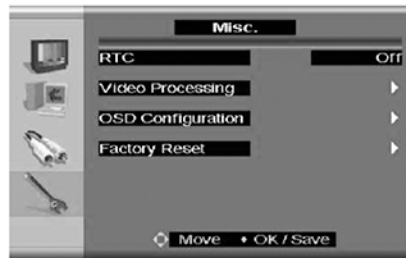 Misc.
RTC Off
Video Processing
OSD Configuration
Factory Reset
Move OK / Save